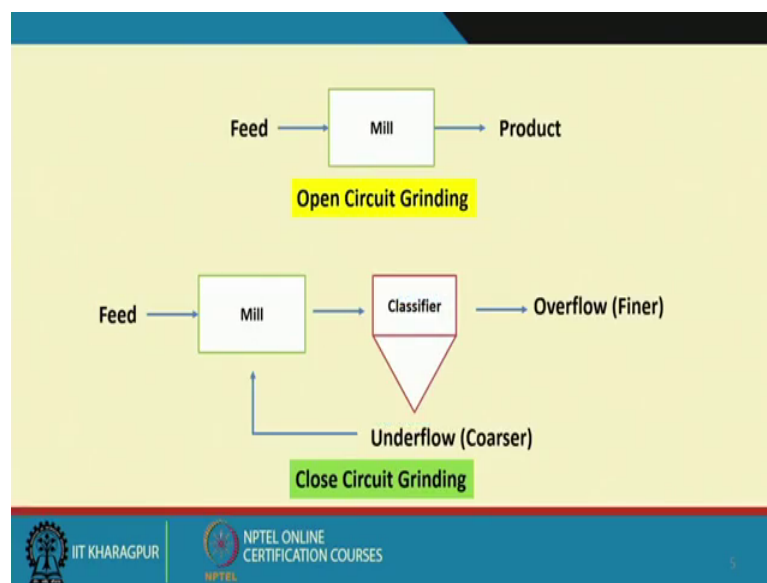 Feed
Mill
Product
Open Circuit Grinding
Feed
Mill
Classifier
Overflow (Finer)
Underflow (Coarser)
Close Circuit Grinding
IIT KHARAGPUR
NPTEL
NPTEL ONLINE
CERTIFICATION COURSES
5